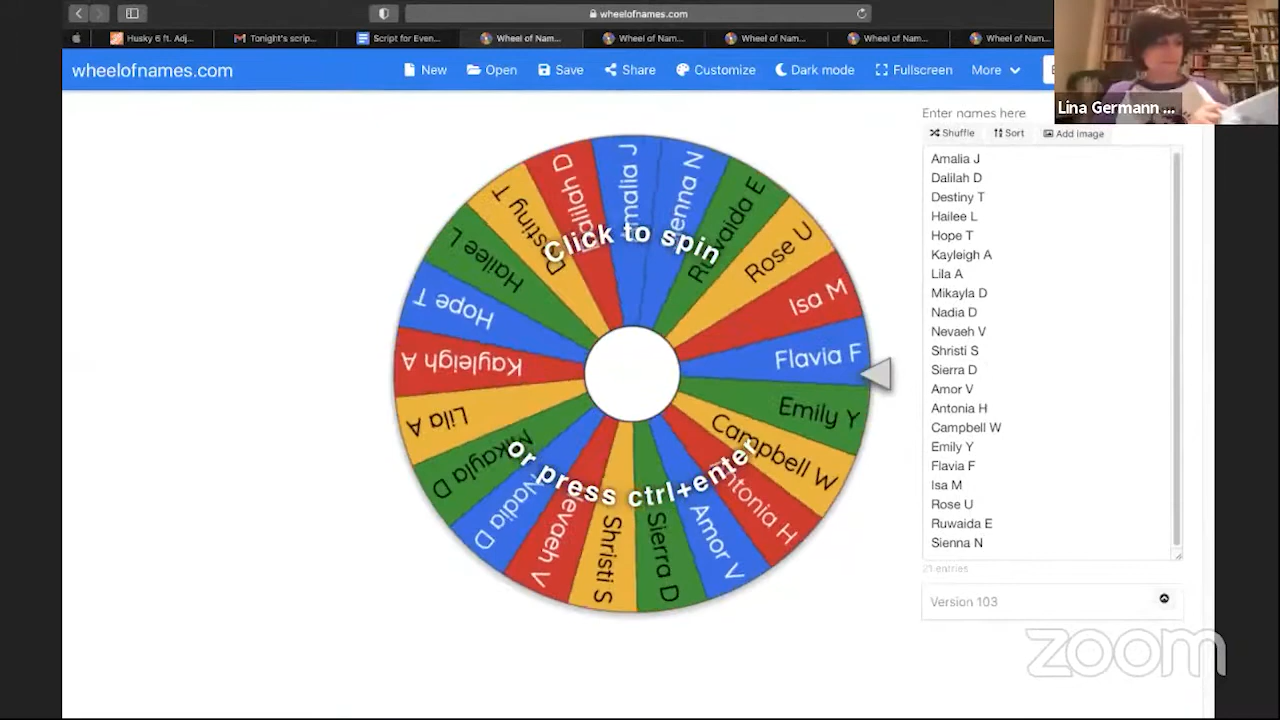 wheelofnames.com
Husky 6 ft. Adj...
Tonight's scrip...
Script for Even...
Wheel of Nam...
Wheel of Nam...
Wheel of Nam...
Wheel of Nam...
Wheel of Nam...
wheelofnames.com
New
Open
Save
Share
Customize
Dark mode
Fullscreen
More
Lina Germann ...
Enter names here
Shuffle
Sort
Add image
Amalia J
Dalilah D
Destiny T
Hailee L
Hope T
Kayleigh A
Lila A
Mikayla D
Nadia D
Nevaeh V
Shristi S
Sierra D
Amor V
Antonia H
Campbell W
Emily Y
Flavia F
Isa M
Rose U
Ruwaida E
Sienna N
21 entries
Version 103
Click to spin
or press ctrl+enter
Amalia J
Sienna N
Ruwaida E
Rose U
Isa M
Flavia F
Emily Y
Campbell W
Antonia H
Amor V
Sierra D
Shristi S
Nevaeh V
Nadia D
Mikayla D
Lila A
Kayleigh A
Hope T
Hailee L
Destiny T
Dalilah D
zoom